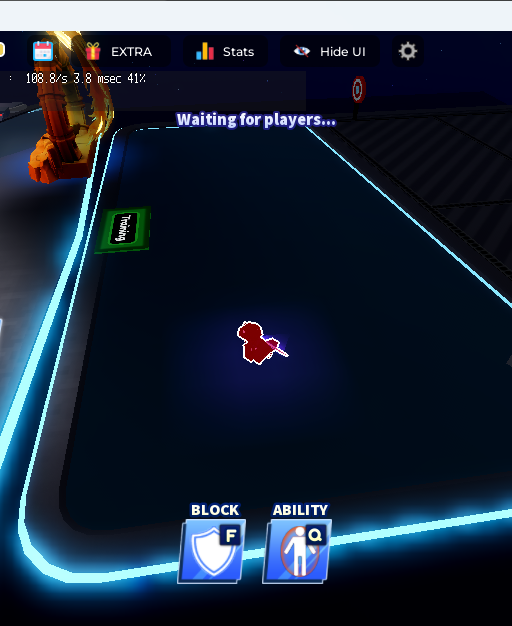 EXTRA
Stats
Hide UI
: 108.8/s 3.8 msec 41%
Waiting for players...
Training
BLOCK
ABILITY
F
Q